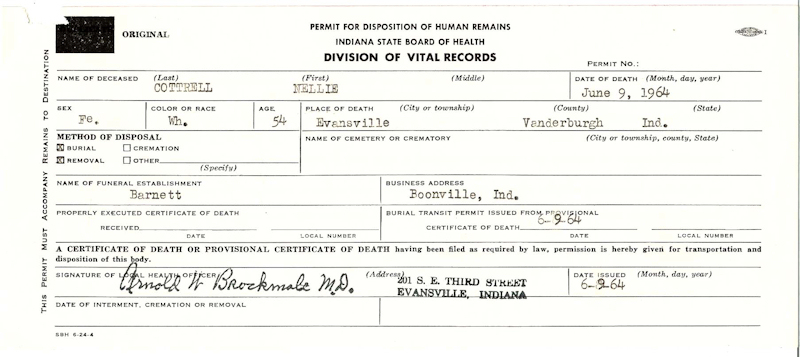 PERMIT FOR DISPOSITION OF HUMAN REMAINS
ORIGINAL
INDIANA STATE BOARD OF HEALTH
DIVISION OF VITAL RECORDS
PERMIT NO.:
THIS PERMIT MUST ACCOMPANY REMAINS TO DESTINATION
NAME OF DECEASED (Last) (First) (Middle) DATE OF DEATH (Month, day, year)
COTTRELL NELLIE June 9, 1964
SEX COLOR OR RACE AGE PLACE OF DEATH (City or township) (County) (State)
Fe. Wh. 54 Evansville Vanderburgh Ind.
METHOD OF DISPOSAL NAME OF CEMETERY OR CREMATORY (City or township, county, State)
☒ BURIAL ☐ CREMATION
☒ REMOVAL ☐ OTHER
(Specify)
NAME OF FUNERAL ESTABLISHMENT BUSINESS ADDRESS
Barnett Boonville, Ind.
PROPERLY EXECUTED CERTIFICATE OF DEATH BURIAL TRANSIT PERMIT ISSUED FROM PROVISIONAL
6-9-64
RECEIVED CERTIFICATE OF DEATH
DATE LOCAL NUMBER DATE LOCAL NUMBER
A CERTIFICATE OF DEATH OR PROVISIONAL CERTIFICATE OF DEATH having been filed as required by law, permission is hereby given for transportation and
disposition of this body.
SIGNATURE OF LOCAL HEALTH OFFICER (Address) DATE ISSUED (Month, day, year)
Arnold W Brockmole M.D. 201 S. E. THIRD STREET 6-9-64
EVANSVILLE, INDIANA
DATE OF INTERMENT, CREMATION OR REMOVAL
SBH 6-24-4